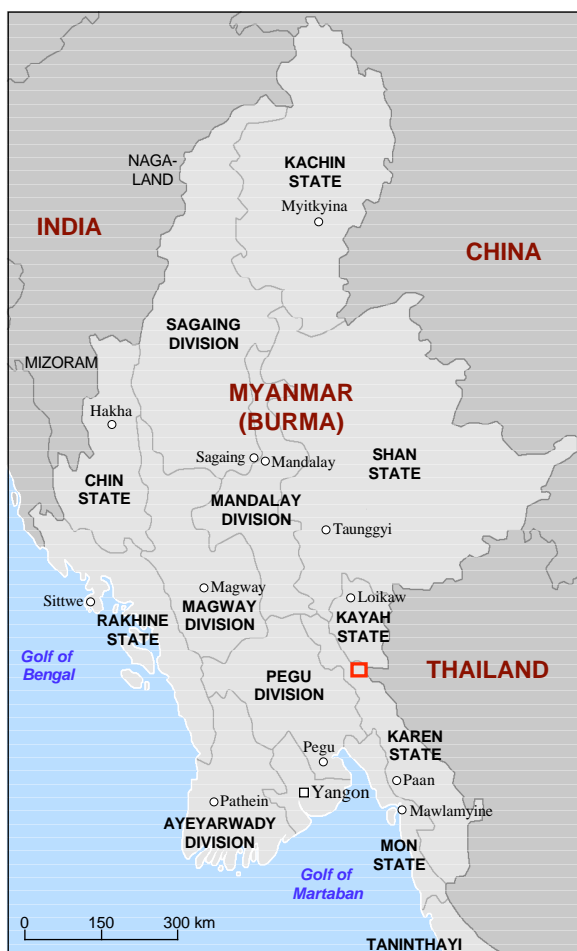 NAGA-
LAND
KACHIN
STATE
Myitkyina
INDIA
CHINA
SAGAING
DIVISION
MIZORAM
MYANMAR
(BURMA)
Hakha
Sagaing
Mandalay
SHAN
STATE
CHIN
STATE
MANDALAY
DIVISION
Taunggyi
Magway
Loikaw
Sittwe
MAGWAY
DIVISION
KAYAH
STATE
RAKHINE
STATE
Golf of
Bengal
PEGU
DIVISION
THAILAND
KAREN
STATE
Pegu
Paan
Yangon
Pathein
Mawlamyine
AYEYARWADY
DIVISION
MON
STATE
Golf of
Martaban
0 150 300 km
TANINTHAYI